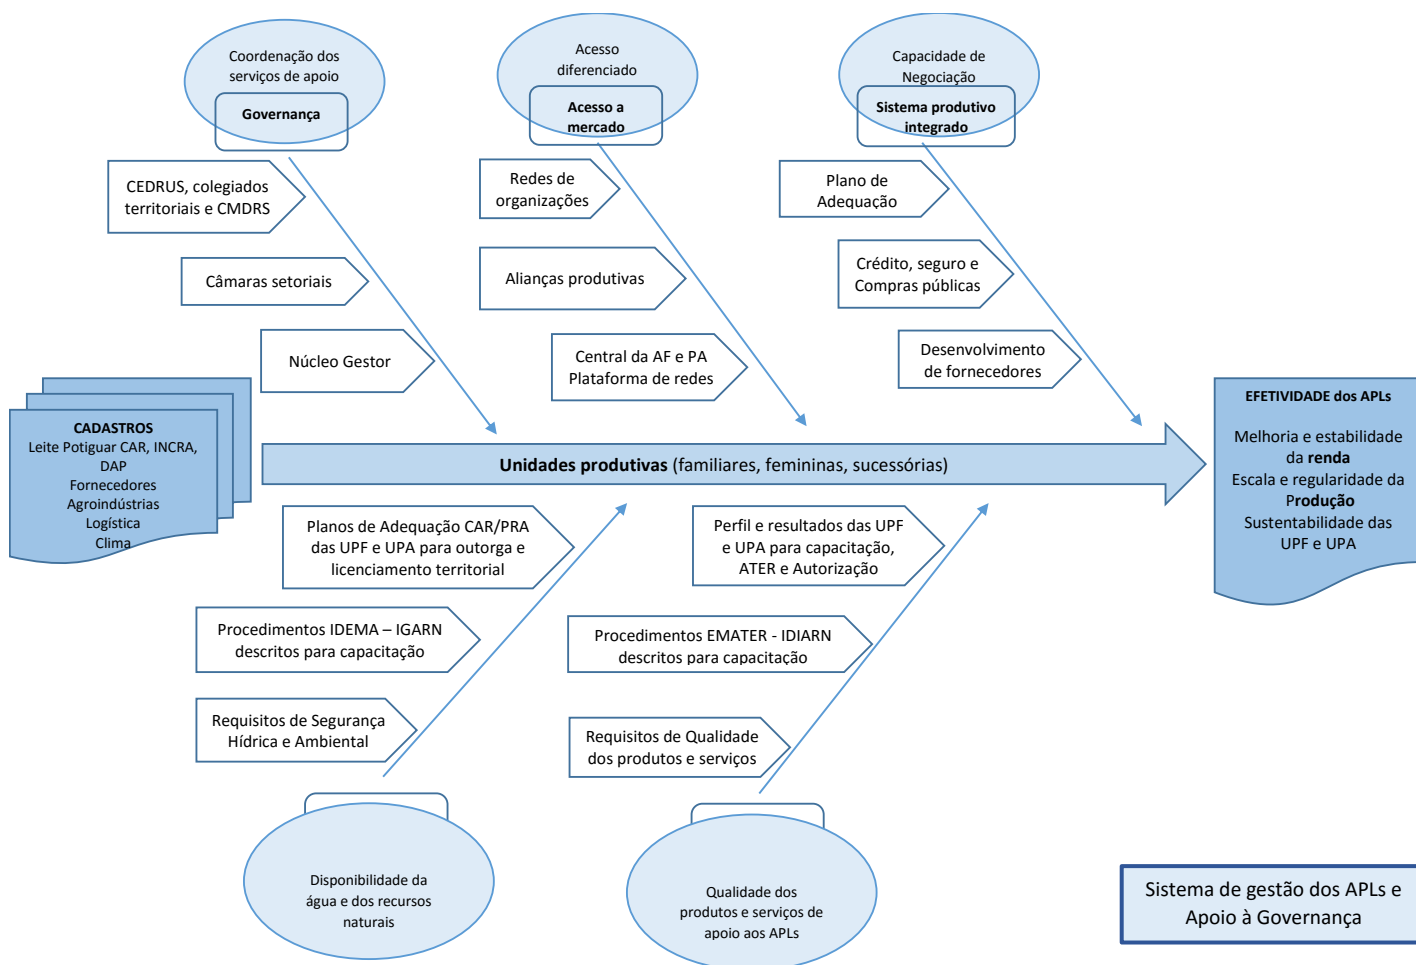 Coordenação dos
serviços de apoio
Governança
Acesso
diferenciado
Acesso a
mercado
Capacidade de
Negociação
Sistema produtivo
integrado
CEDRUS, colegiados
territoriais e CMDRS
Câmaras setoriais
Núcleo Gestor
Redes de
organizações
Alianças produtivas
Central da AF e PA
Plataforma de redes
Plano de
Adequação
Crédito, seguro e
Compras públicas
Desenvolvimento
de fornecedores
CADASTROS
Leite Potiguar CAR, INCRA,
DAP
Fornecedores
Agroindústrias
Logística
Clima
Unidades produtivas (familiares, femininas, sucessórias)
EFETIVIDADE dos APLs
Melhoria e estabilidade
da renda
Escala e regularidade da
Produção
Sustentabilidade das
UPF e UPA
Planos de Adequação CAR/PRA
das UPF e UPA para outorga e
licenciamento territorial
Procedimentos IDEMA – IGARN
descritos para capacitação
Requisitos de Segurança
Hídrica e Ambiental
Perfil e resultados das UPF
e UPA para capacitação,
ATER e Autorização
Procedimentos EMATER - IDIARN
descritos para capacitação
Requisitos de Qualidade
dos produtos e serviços
Disponibilidade da
água e dos recursos
naturais
Qualidade dos
produtos e serviços de
apoio aos APLs
Sistema de gestão dos APLs e
Apoio à Governança